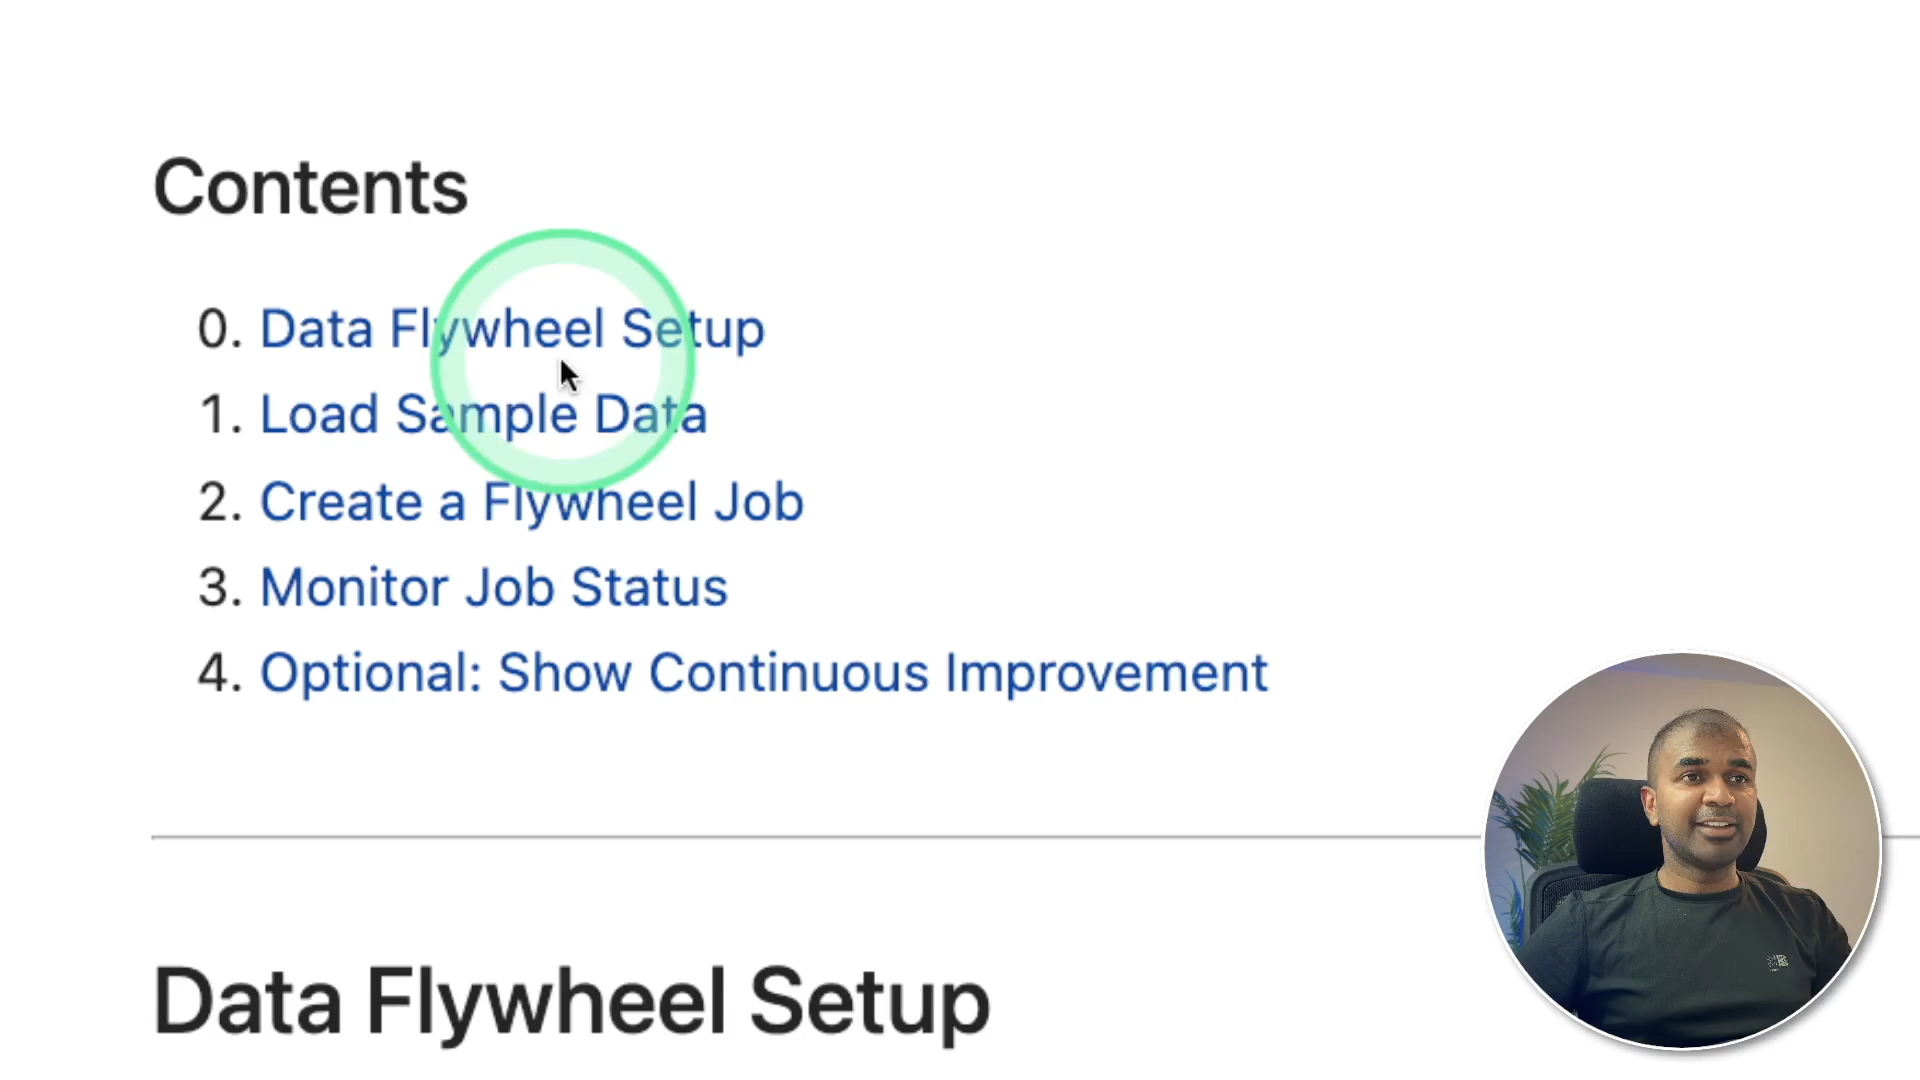 Contents
0. Data Flywheel Setup
1. Load Sample Data
2. Create a Flywheel Job
3. Monitor Job Status
4. Optional: Show Continuous Improvement
Data Flywheel Setup